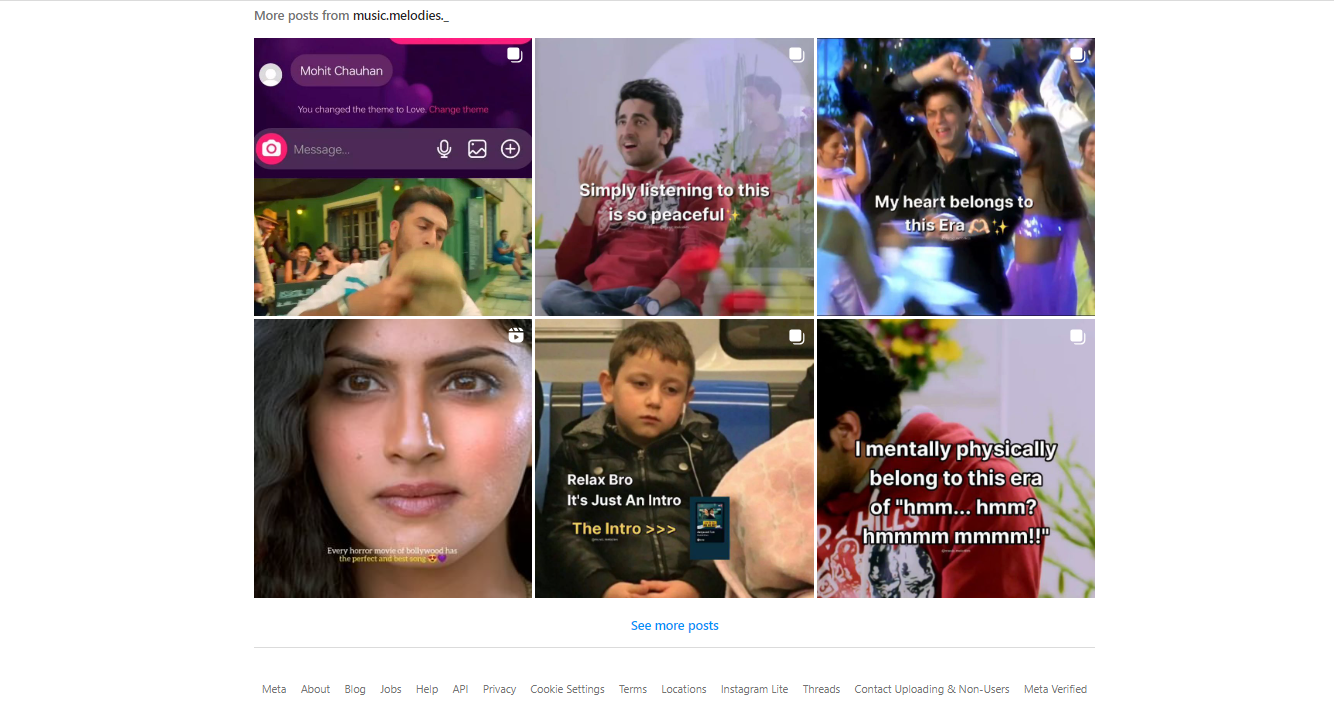 More posts from music.melodies._
Mohit Chauhan
You changed the theme to Love. Change theme
Message...
Simply listening to this
is so peaceful✨
My heart belongs to
this Era🫶🏻✨
Every horror movie of bollywood has
the perfect and best song😍💜
Relax Bro
It's Just An Intro
The Intro >>>
I mentally physically
belong to this era
of "hmm... hmm?
hmmmm mmmm!!"
See more posts
Meta About Blog Jobs Help API Privacy Cookie Settings Terms Locations Instagram Lite Threads Contact Uploading & Non-Users Meta Verified